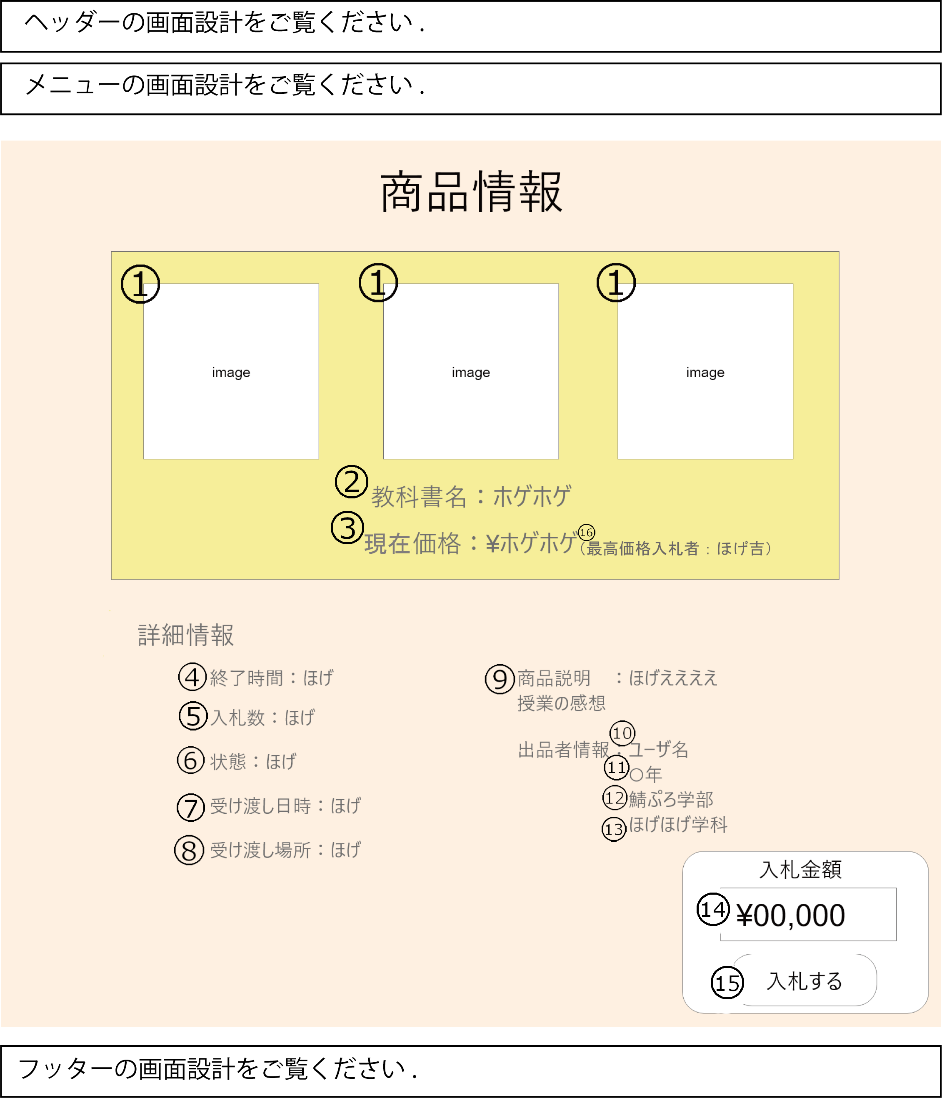 ヘッダーの画面設計をご覧ください.
メニューの画面設計をご覧ください.
商品情報
① ① ①
image image image
② 教科書名：ホゲホゲ
③ 現在価格：¥ホゲホゲ ⑯ (最高価格入札者：ほげ吉)
詳細情報
④ 終了時間：ほげ
⑤ 入札数：ほげ
⑥ 状態：ほげ
⑦ 受け渡し日時：ほげ
⑧ 受け渡し場所：ほげ
⑨ 商品説明 ：ほげええええ
授業の感想
⑩
出品者情報：ユーザ名
⑪ 〇年
⑫ 鯖ぷろ学部
⑬ ほげほげ学科
入札金額
⑭ ¥00,000
⑮ 入札する
フッターの画面設計をご覧ください.